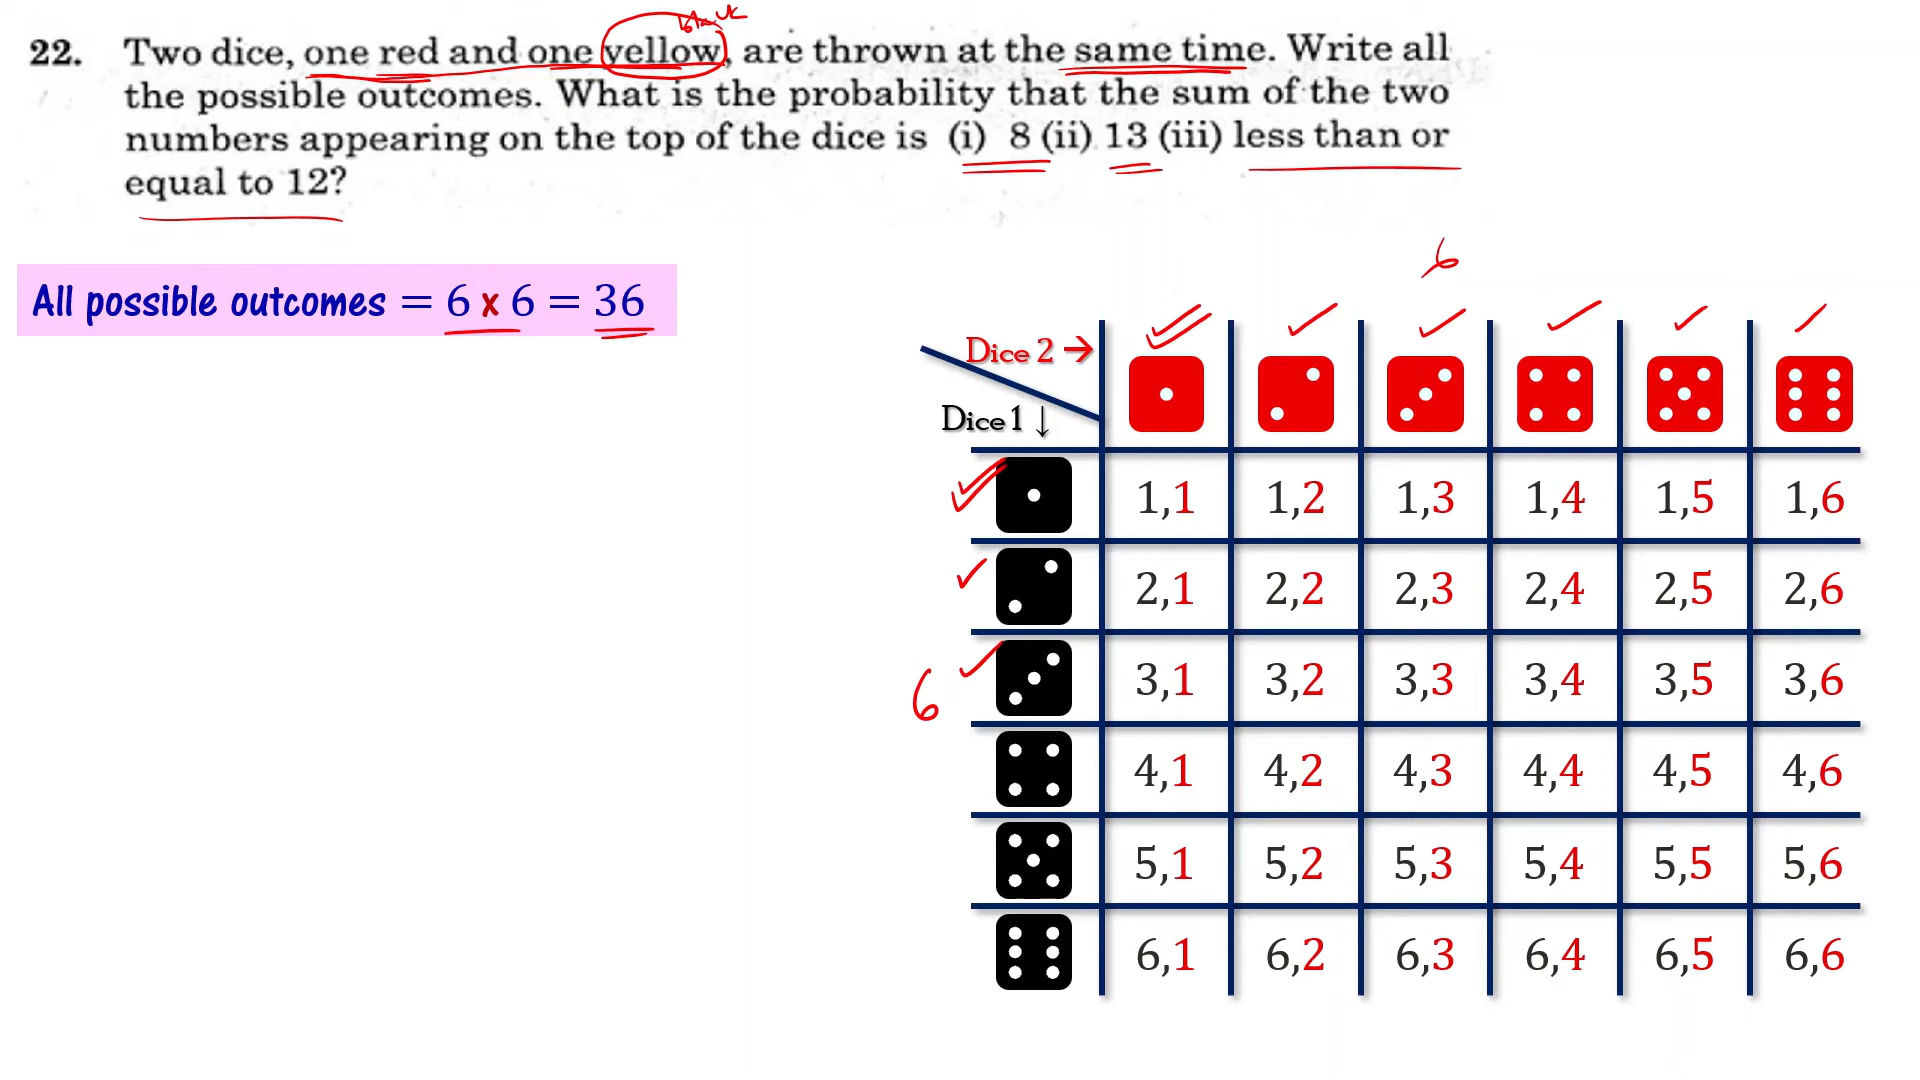 black
22. Two dice, one red and one yellow, are thrown at the same time. Write all
the possible outcomes. What is the probability that the sum of the two
numbers appearing on the top of the dice is (i) 8 (ii) 13 (iii) less than or
equal to 12?
All possible outcomes = 6 x 6 = 36
6
Dice 2 →
Dice 1 ↓
1,1 1,2 1,3 1,4 1,5 1,6
2,1 2,2 2,3 2,4 2,5 2,6
6
3,1 3,2 3,3 3,4 3,5 3,6
4,1 4,2 4,3 4,4 4,5 4,6
5,1 5,2 5,3 5,4 5,5 5,6
6,1 6,2 6,3 6,4 6,5 6,6